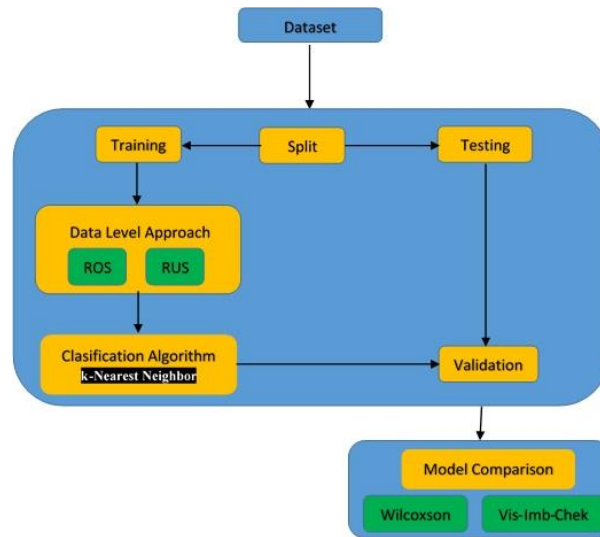 Dataset
Training
Split
Testing
Data Level Approach
ROS
RUS
Clasification Algorithm
k-Nearest Neighbor
Validation
Model Comparison
Wilcoxson
Vis-Imb-Chek